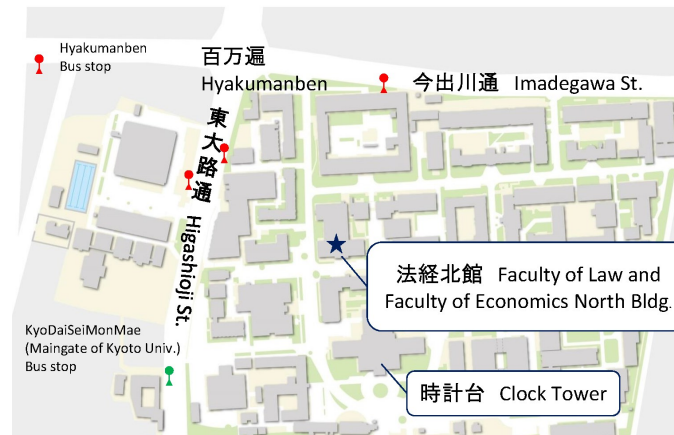 Hyakumanben
Bus stop
百万遍
Hyakumanben
今出川通 Imadegawa St.
東大路通 Higashioji St.
法経北館 Faculty of Law and
Faculty of Economics North Bldg.
KyoDaiSeiMonMae
(Maingate of Kyoto Univ.)
Bus stop
時計台 Clock Tower